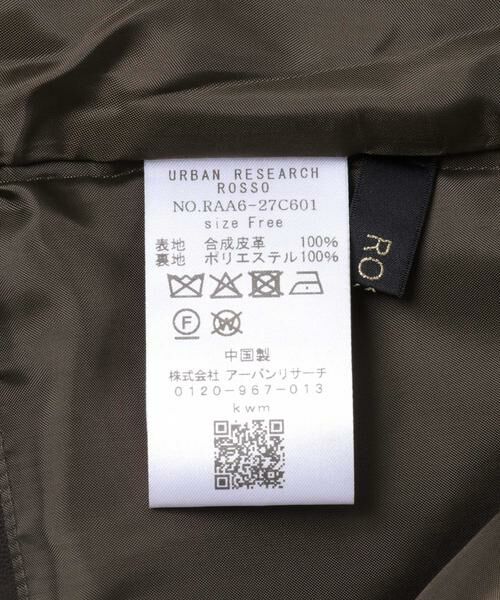 URBAN RESEARCH
ROSSO
NO.RAA6-27C601
size Free
表地 合成皮革 100%
裏地 ポリエステル100%
F
W
中国製
株式会社 アーバンリサーチ
0120-967-013
kwm
RO